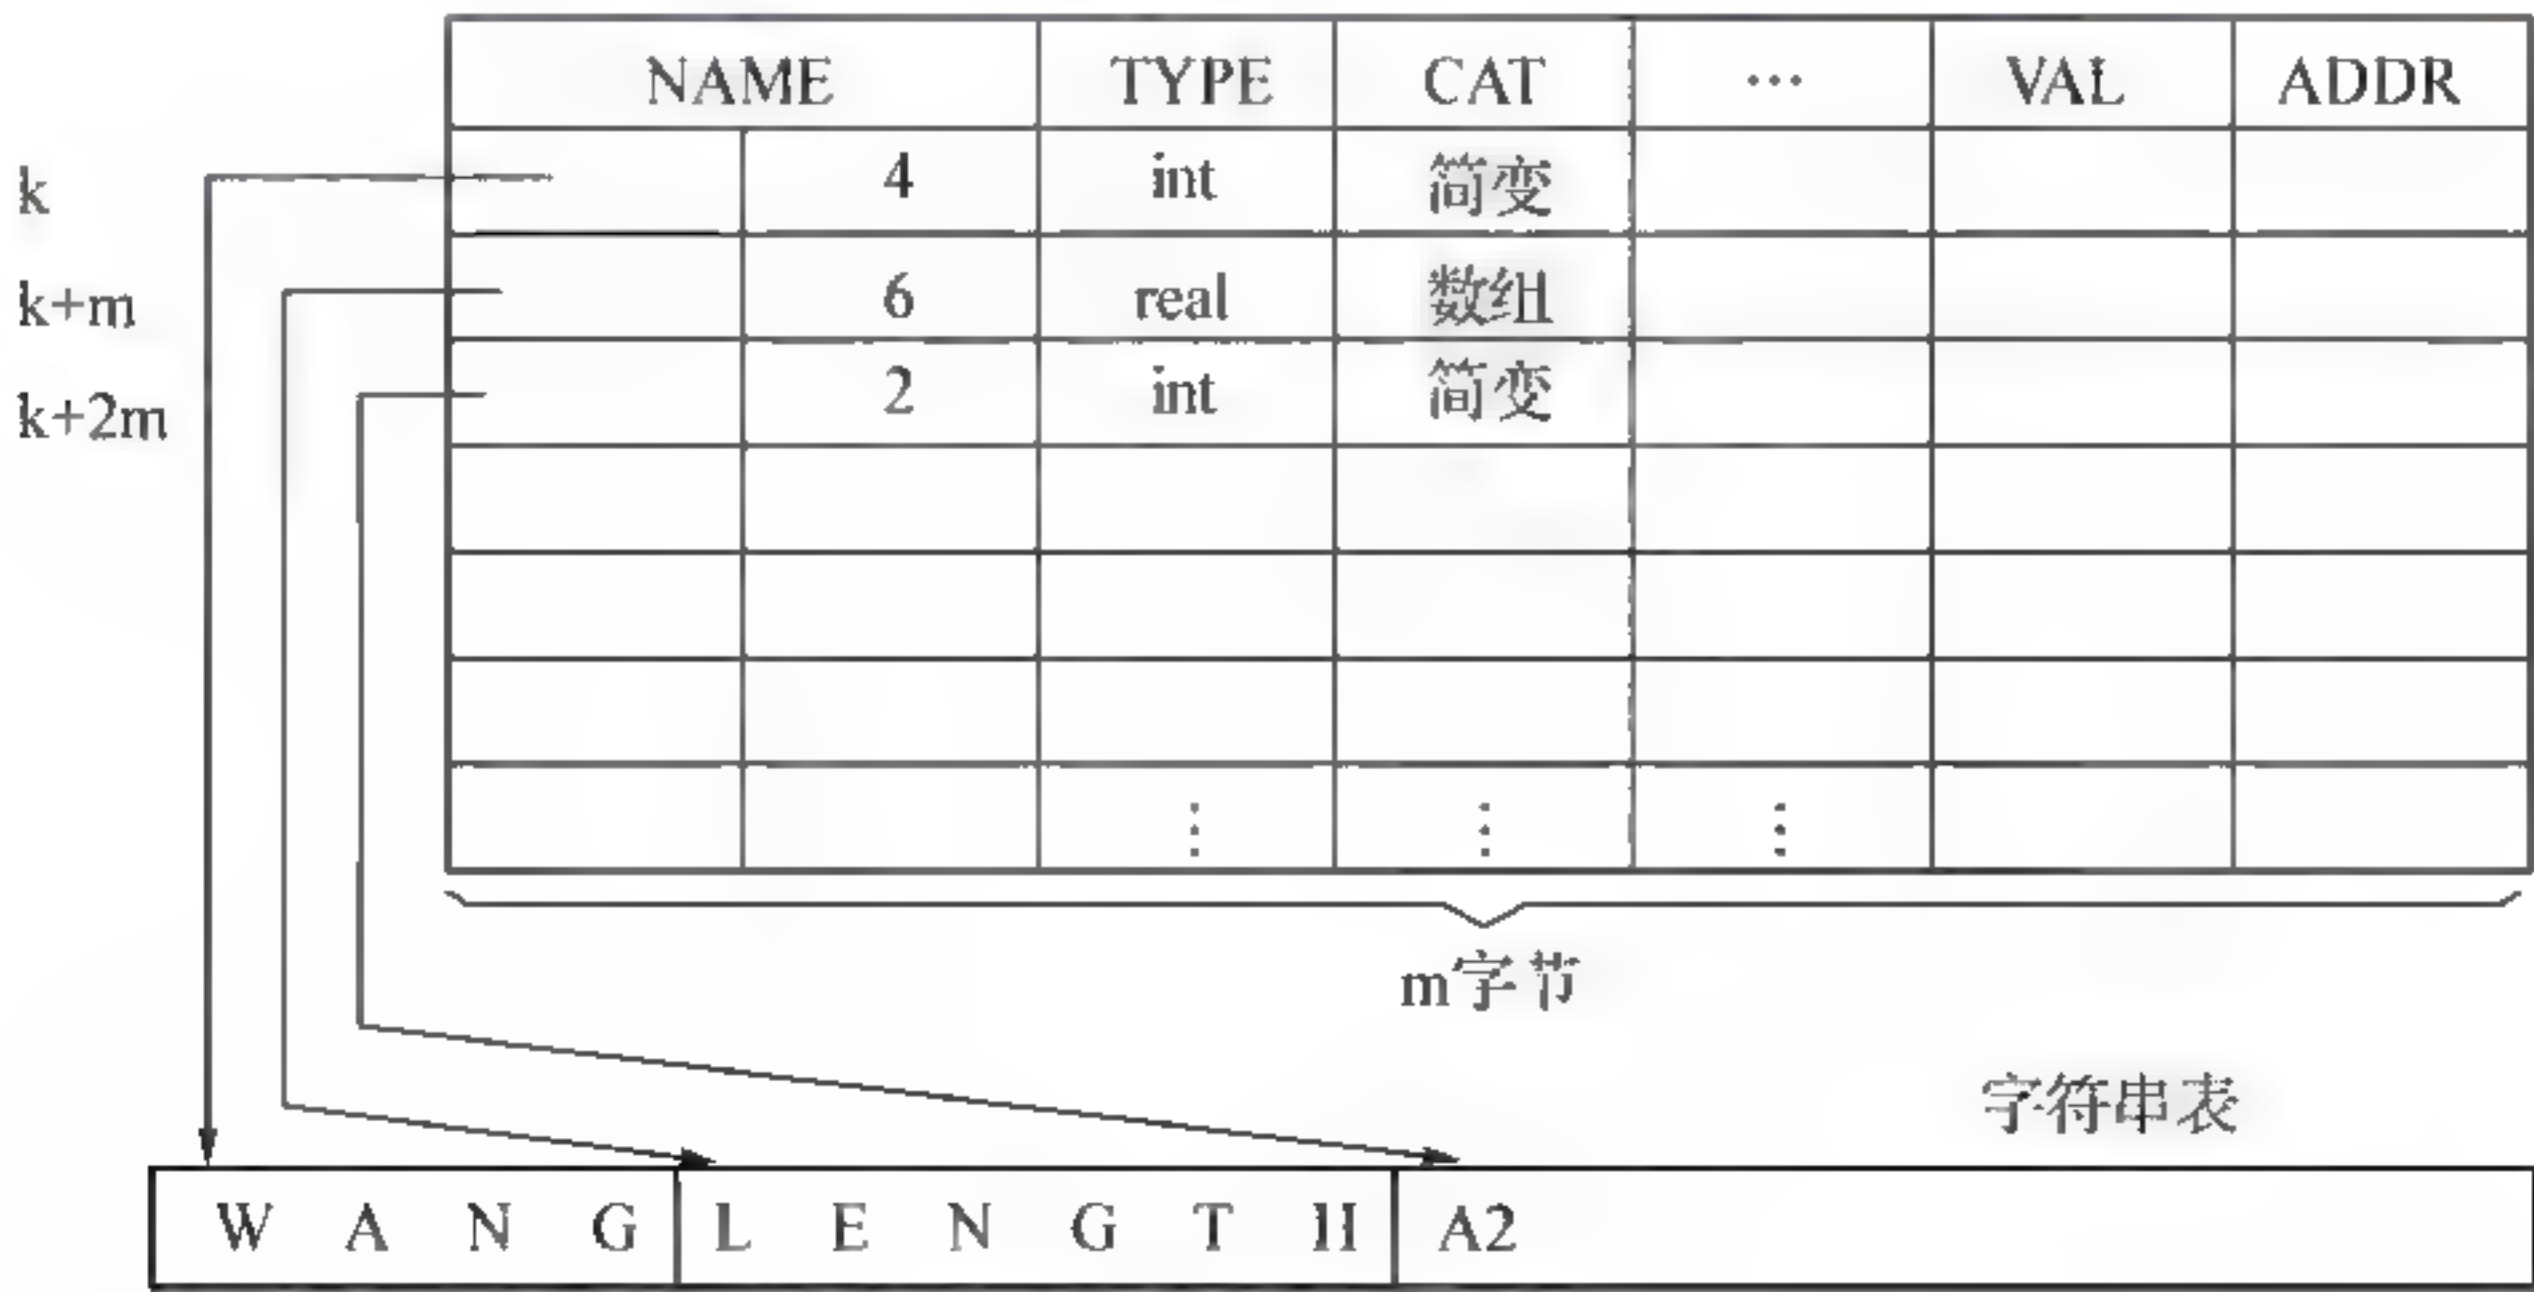 NAME TYPE CAT … VAL ADDR
k 4 int 简变
k+m 6 real 数组
k+2m 2 int 简变
⋮ ⋮ ⋮
m字节
字符串表
W A N G L E N G T H A2